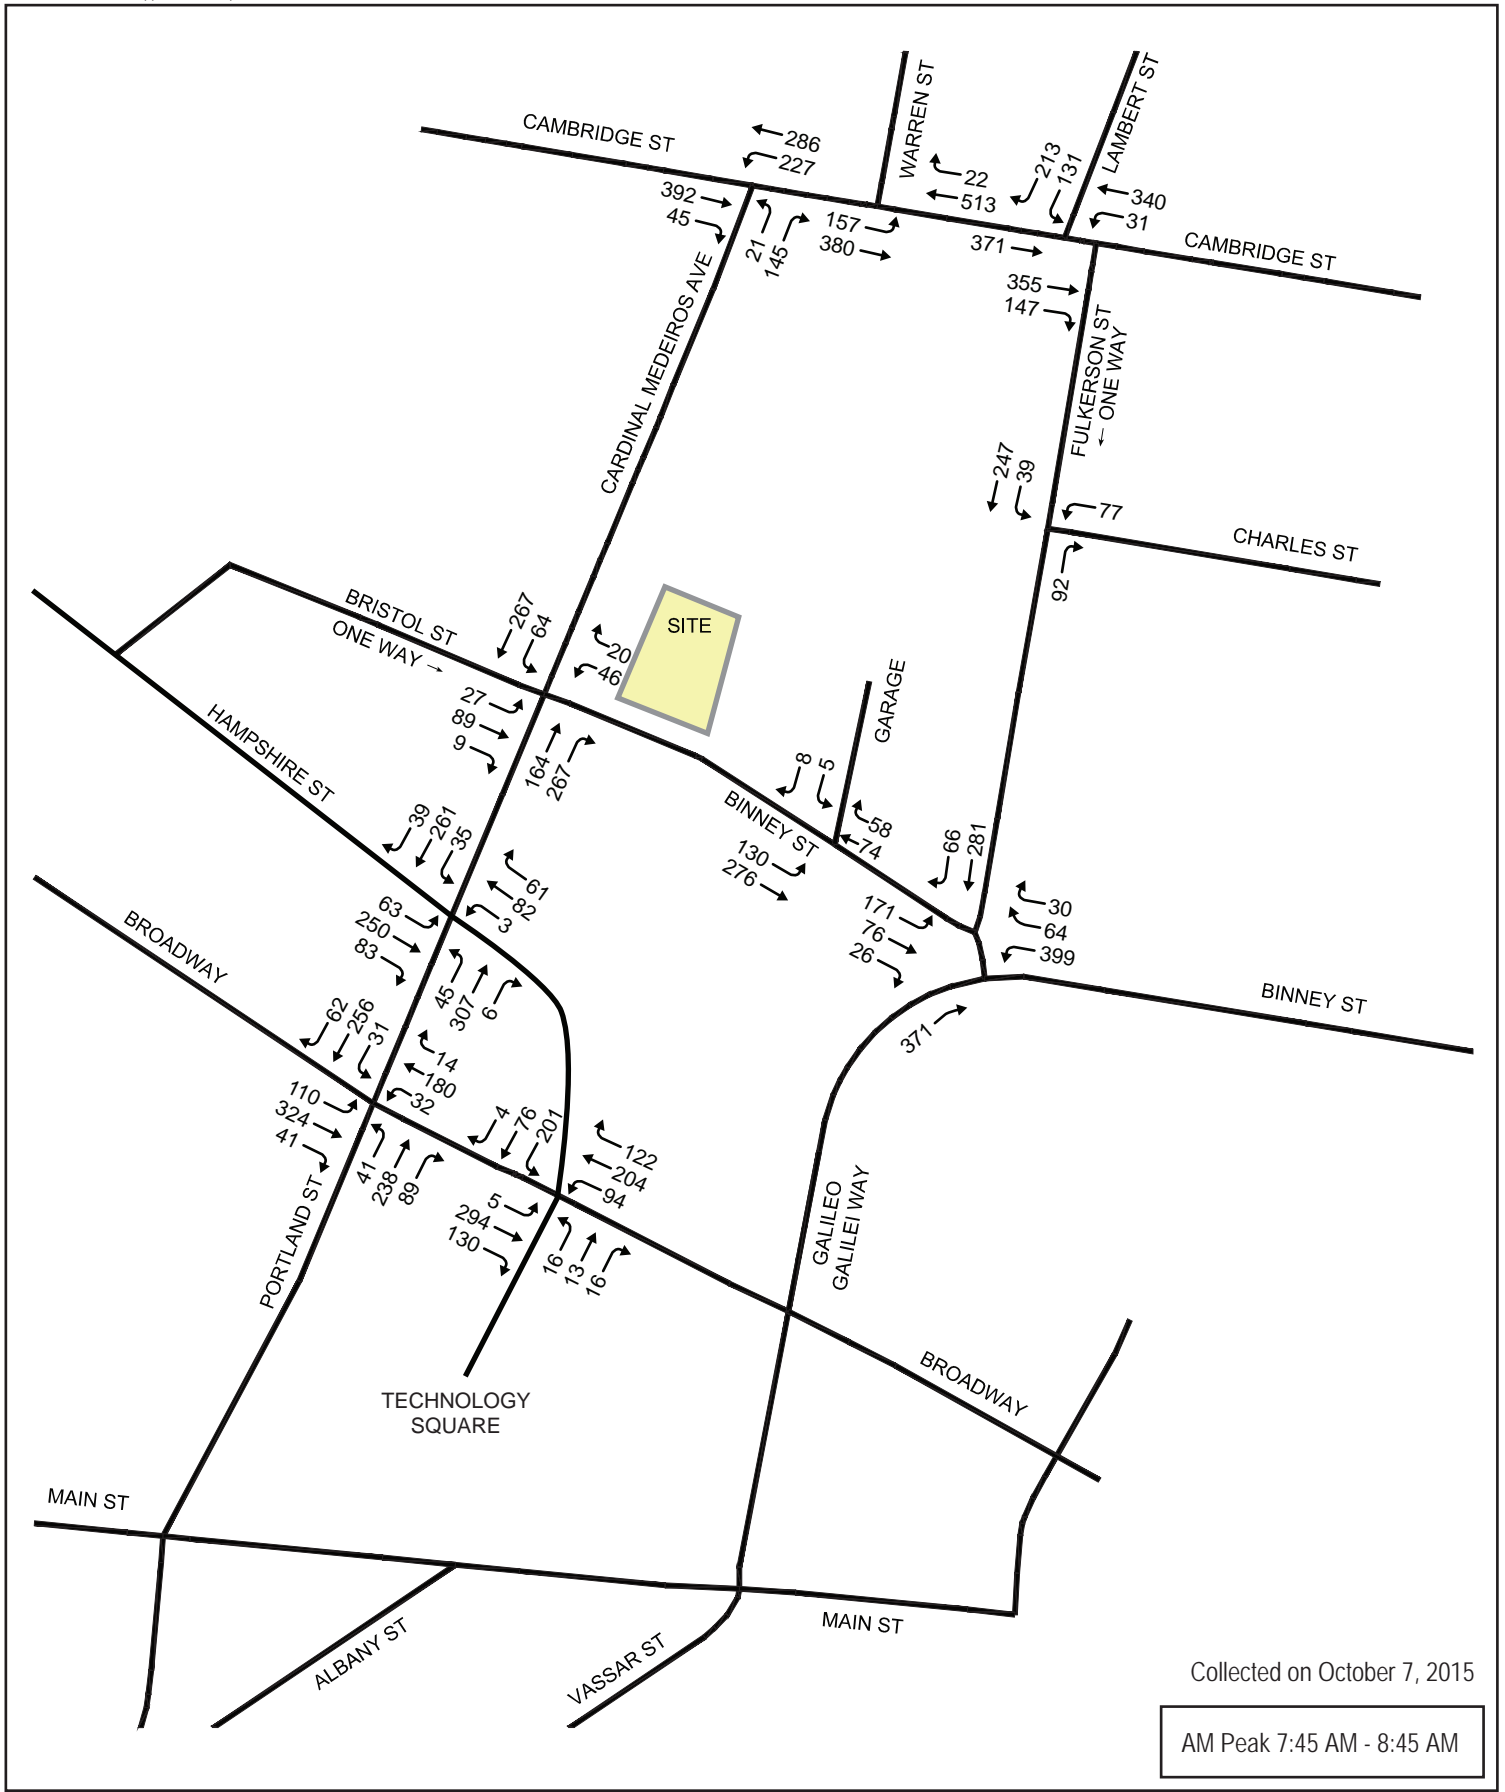 WARREN ST
LAMBERT ST
CAMBRIDGE ST
286
227
213
131
22
513
340
31
392
45
21
145
157
380
371
CAMBRIDGE ST
355
147
CARDINAL MEDEIROS AVE
FULKERSON ST
← ONE WAY
247
39
77
CHARLES ST
92
BRISTOL ST
ONE WAY →
267
64
20
46
SITE
27
89
9
164
267
GARAGE
HAMPSHIRE ST
8
5
58
74
BINNEY ST
130
276
66
281
39
261
35
61
82
3
63
250
83
45
307
6
171
76
26
30
64
399
BINNEY ST
371
BROADWAY
62
256
31
14
180
32
110
324
41
41
238
89
4
76
201
122
204
94
5
294
130
16
13
16
PORTLAND ST
GALILEO
GALILEI WAY
TECHNOLOGY
SQUARE
BROADWAY
MAIN ST
ALBANY ST
VASSAR ST
MAIN ST
Collected on October 7, 2015
AM Peak 7:45 AM - 8:45 AM